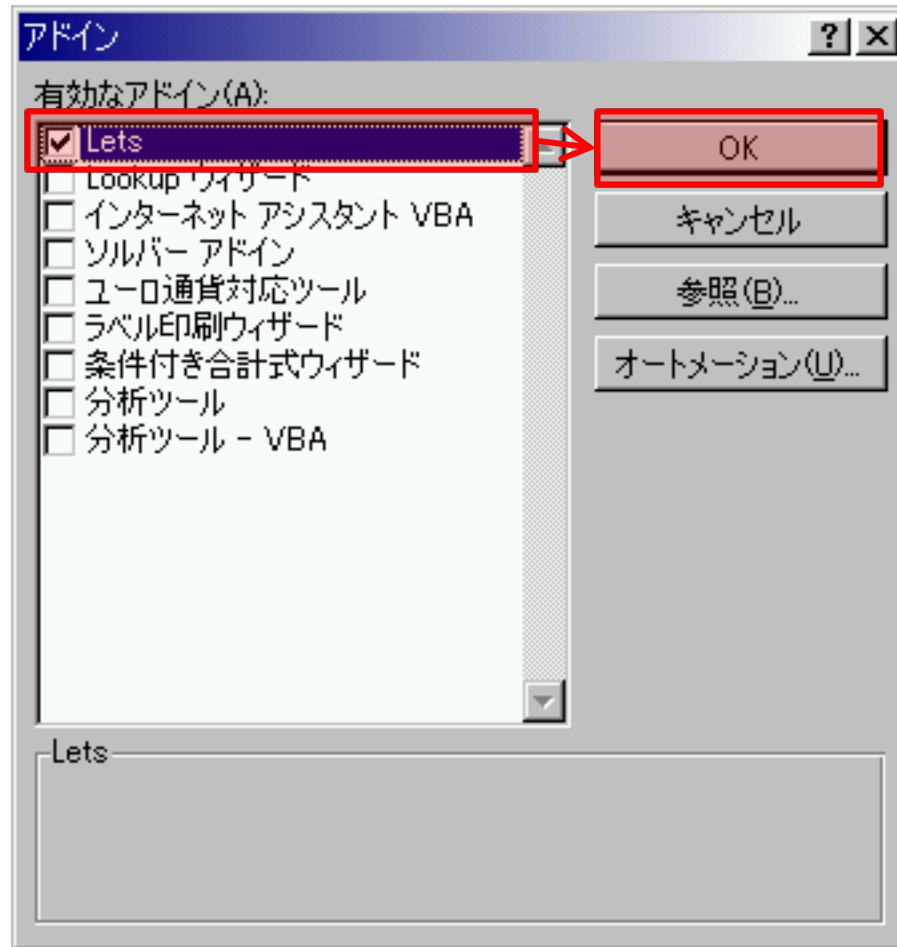 アドイン
有効なアドイン(A):
Lets
Lookup ウィザード
インターネット アシスタント VBA
ソルバー アドイン
ユーロ通貨対応ツール
ラベル印刷ウィザード
条件付き合計式ウィザード
分析ツール
分析ツール - VBA
OK
キャンセル
参照(B)...
オートメーション(U)...
Lets